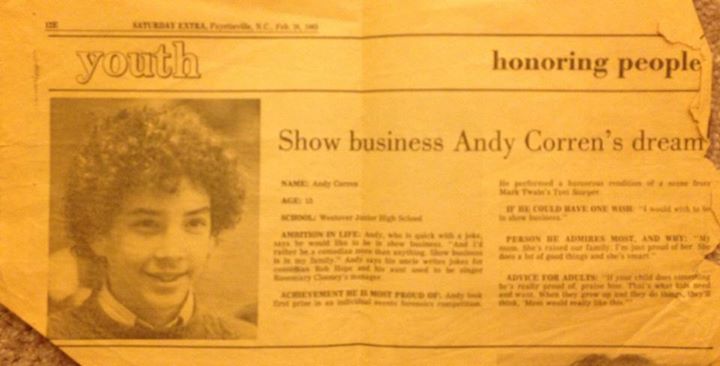 12E SATURDAY EXTRA, Fayetteville, N.C., Feb.
youth
honoring people
Show business Andy Corren's dream
NAME: Andy Corren
AGE: 13
SCHOOL: Westover Junior High School
AMBITION IN LIFE: Andy, who is quick with a joke,
says he would like to be in show business. "And I'd
rather be a comedian more than anything. Show business
is in my family." Andy says his uncle writes jokes for
comedian Bob Hope and his aunt used to be singer
Rosemary Clooney's manager.
ACHIEVEMENT HE IS MOST PROUD OF: Andy took
first prize in an individual events forensics competition.
He performed a humorous rendition of a scene from
Mark Twain's Tom Sawyer.
IF HE COULD HAVE ONE WISH: "I would wish to be
in show business."
PERSON HE ADMIRES MOST, AND WHY: "My
mom. She's raised our family. I'm just proud of her. She
does a lot of good things and she's smart."
ADVICE FOR ADULTS: "If your child does something
he's really proud of, praise him. That's what kids need
and want. When they grow up and they do things, they'll
think, 'Mom would really like this.'"